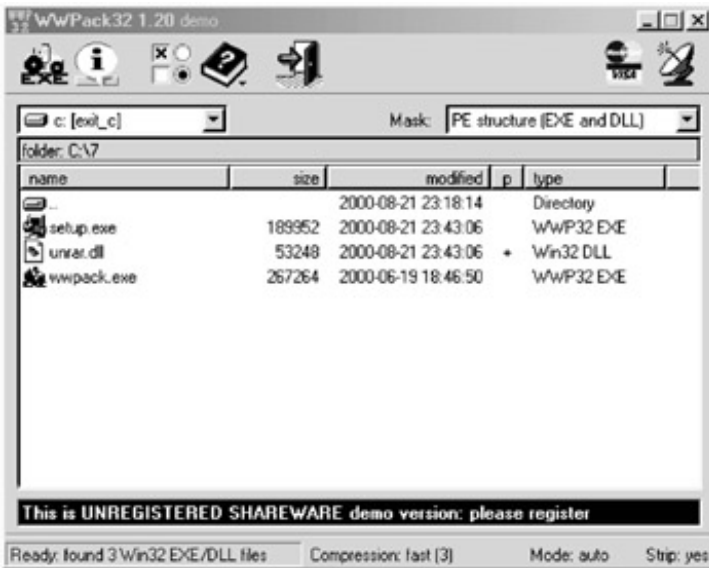 WWPack32 1.20 demo
EXE
i
?
VISA
c: [exit_c]
Mask: PE structure (EXE and DLL)
folder: C:\7
name size modified p type
.. 2000-08-21 23:18:14 Directory
setup.exe 189952 2000-08-21 23:43:06 WWP32 EXE
unrar.dll 53248 2000-08-21 23:43:06 + Win32 DLL
wwpack.exe 267264 2000-06-19 18:46:50 WWP32 EXE
This is UNREGISTERED SHAREWARE demo version: please register
Ready: found 3 Win32 EXE/DLL files Compression: fast (3) Mode: auto Strip: yes